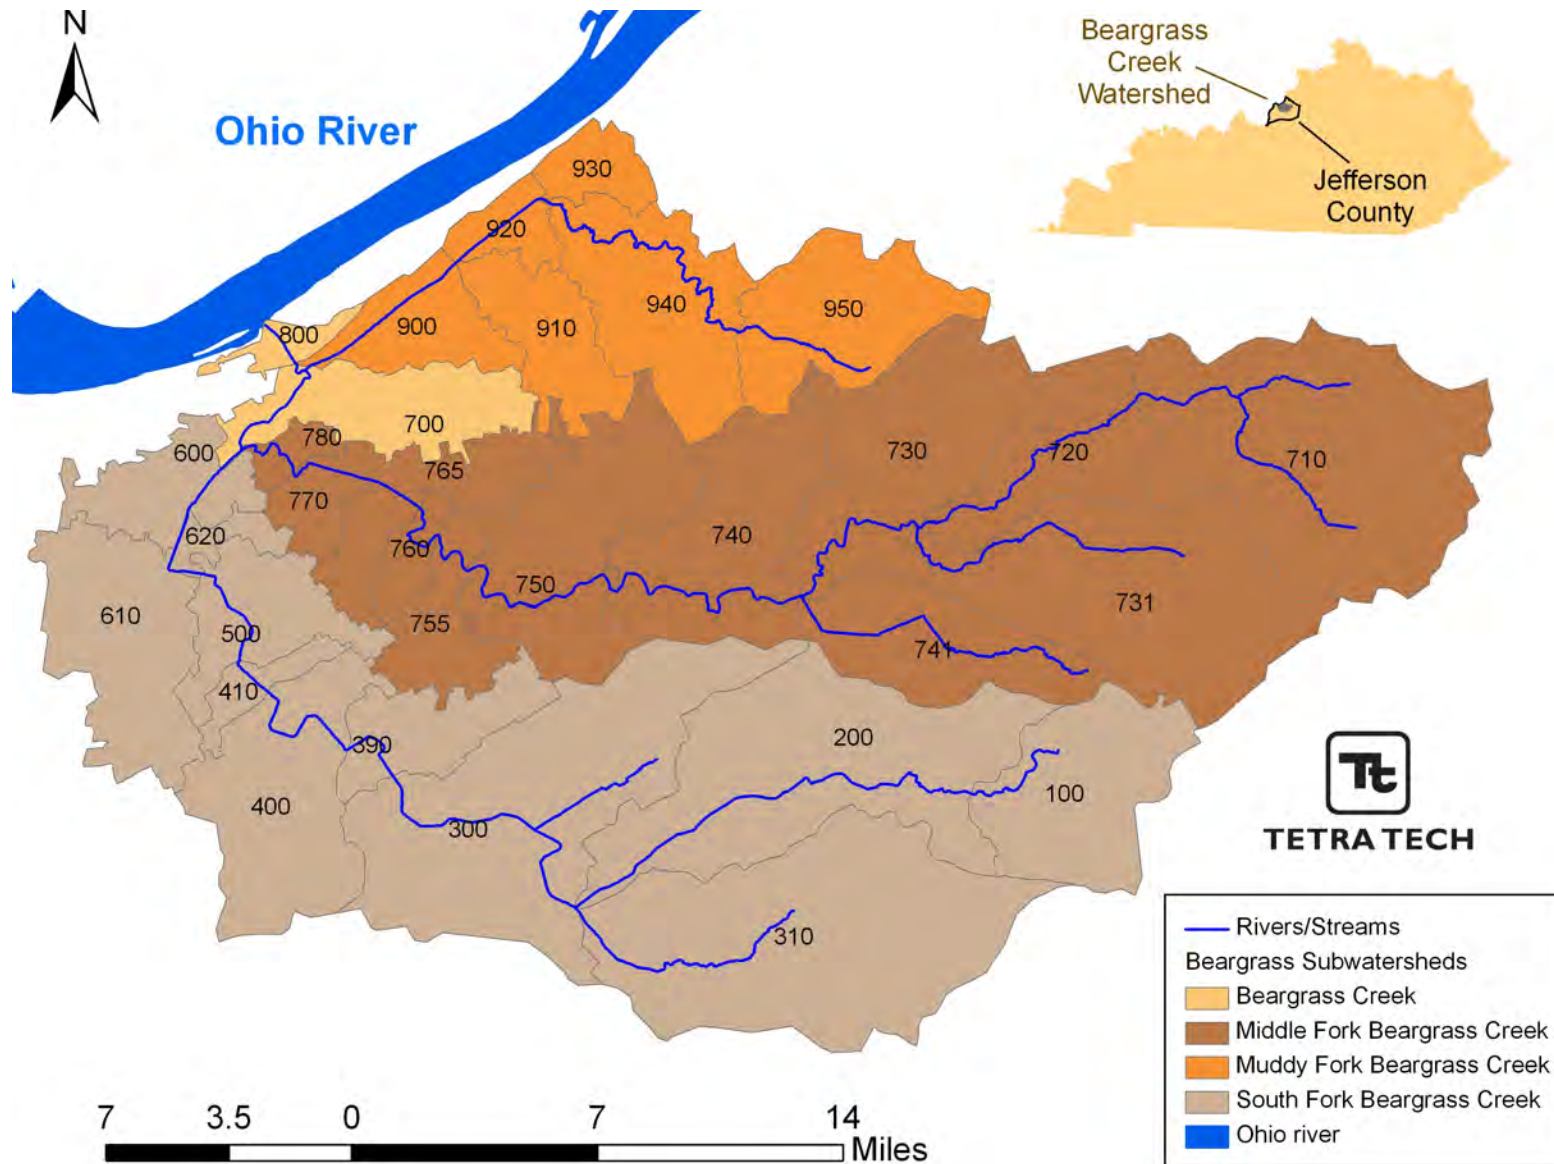 N
Ohio River
Beargrass
Creek
Watershed
Jefferson
County
930
920
940
950
910
900
800
700
780
765
600
770
730
720
710
740
760
750
620
610
755
500
731
741
410
390
200
100
400
300
310
Tt
TETRA TECH
Rivers/Streams
Beargrass Subwatersheds
Beargrass Creek
Middle Fork Beargrass Creek
Muddy Fork Beargrass Creek
South Fork Beargrass Creek
Ohio river
7 3.5 0 7 14
Miles